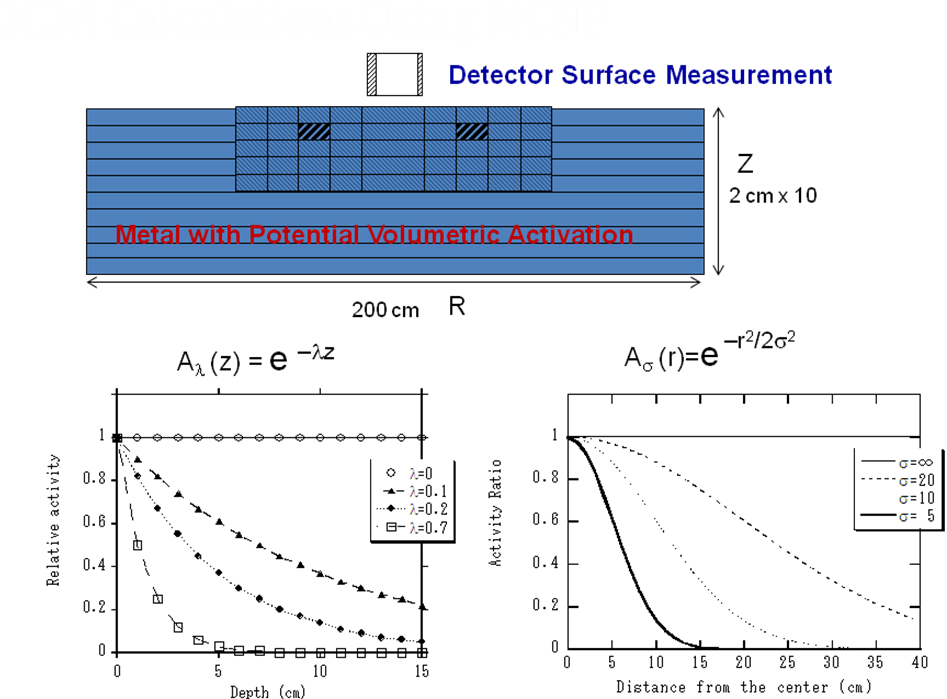 Detector Surface Measurement
Z
2 cm x 10
Metal with Potential Volumetric Activation
200 cm R
Aλ (z) = e –λz
Aσ (r)=e –r²/2σ²
Relative activity
1
0.8
0.6
0.4
0.2
0
0 5 10 15
Depth (cm)
λ=0
λ=0.1
λ=0.2
λ=0.7
Activity Ratio
1
0.8
0.6
0.4
0.2
0
0 5 10 15 20 25 30 35 40
Distance from the center (cm)
σ=∞
σ=20
σ=10
σ= 5